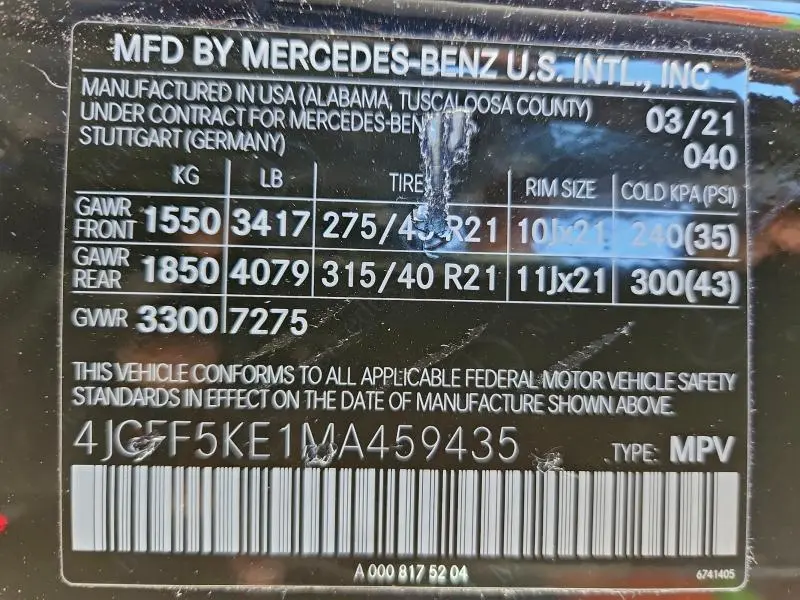 MFD BY MERCEDES-BENZ U.S. INTL., INC
MANUFACTURED IN USA (ALABAMA, TUSCALOOSA COUNTY)
UNDER CONTRACT FOR MERCEDES-BEN
STUTTGART (GERMANY)
03/21
040
KG LB TIRE RIM SIZE COLD KPA (PSI)
GAWR FRONT 1550 3417 R21 10Jx21 240(35)
GAWR REAR 1850 4079 315/40 R21 11Jx21 300(43)
GVWR 3300 7275
THIS VEHICLE CONFORMS TO ALL APPLICABLE FEDERAL MOTOR VEHICLE SAFETY
STANDARDS IN EFFECT ON THE DATE OF MANUFACTURE SHOWN ABOVE.
TYPE: MPV
A 000 817 52 04
6741405